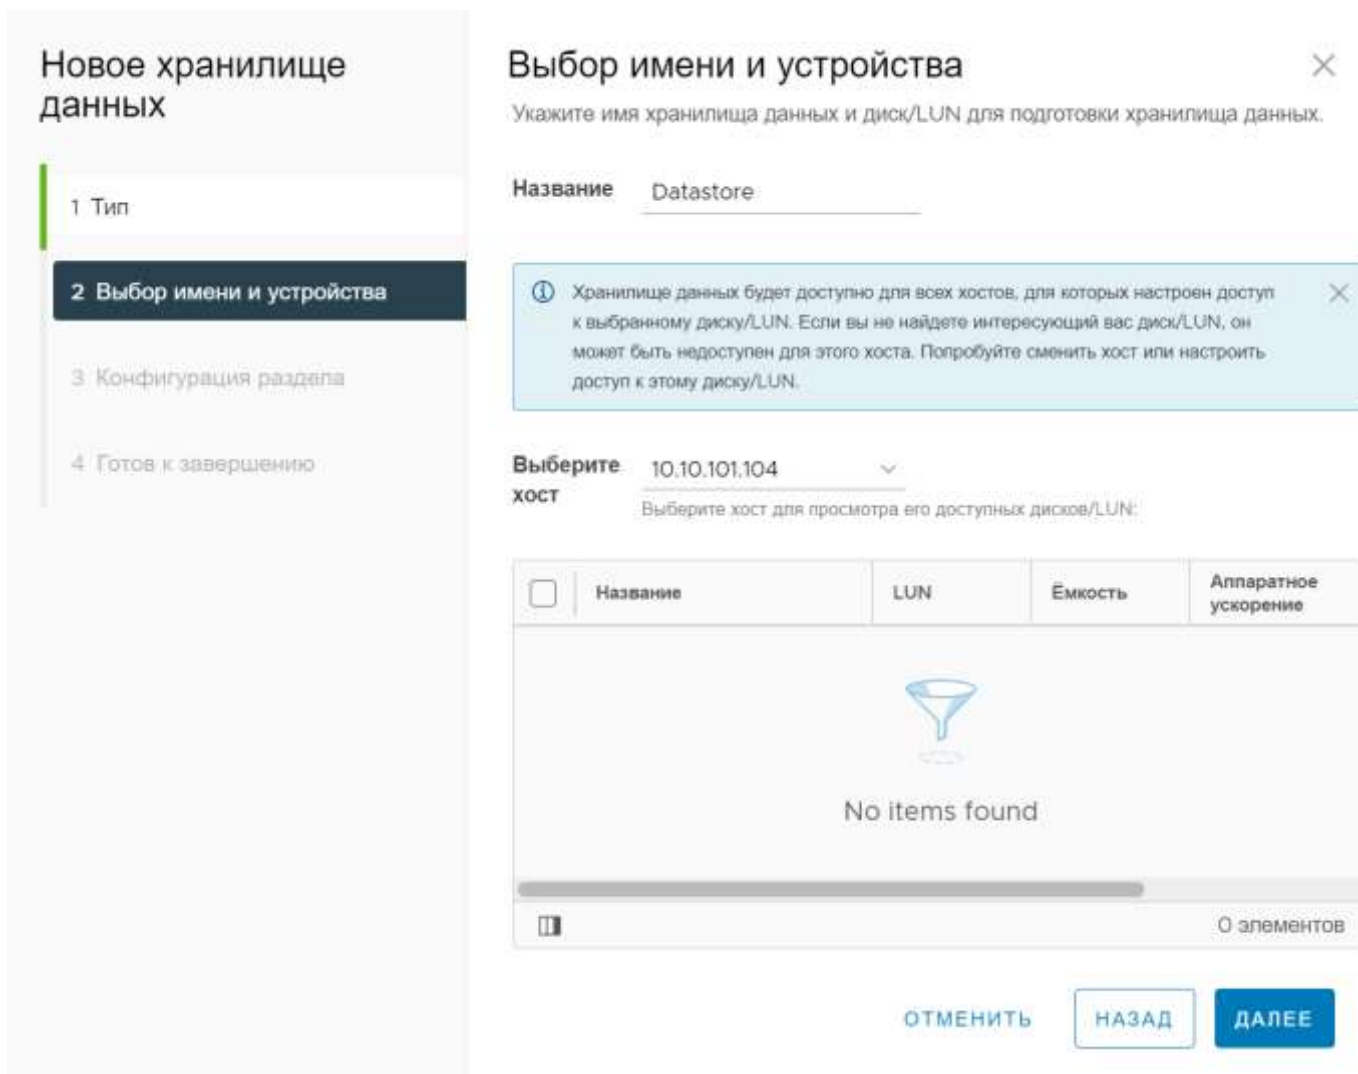 Новое хранилище
данных
1 Тип
2 Выбор имени и устройства
3 Конфигурация раздела
4 Готов к завершению
Выбор имени и устройства
Укажите имя хранилища данных и диск/LUN для подготовки хранилища данных.
Название Datastore
Хранилище данных будет доступно для всех хостов, для которых настроен доступ
к выбранному диску/LUN. Если вы не найдете интересующий вас диск/LUN, он
может быть недоступен для этого хоста. Попробуйте сменить хост или настроить
доступ к этому диску/LUN.
Выберите
хост
10.10.101.104
Выберите хост для просмотра его доступных дисков/LUN:
Название LUN Ёмкость Аппаратное
ускорение
No items found
0 элементов
ОТМЕНИТЬ НАЗАД ДАЛЕЕ